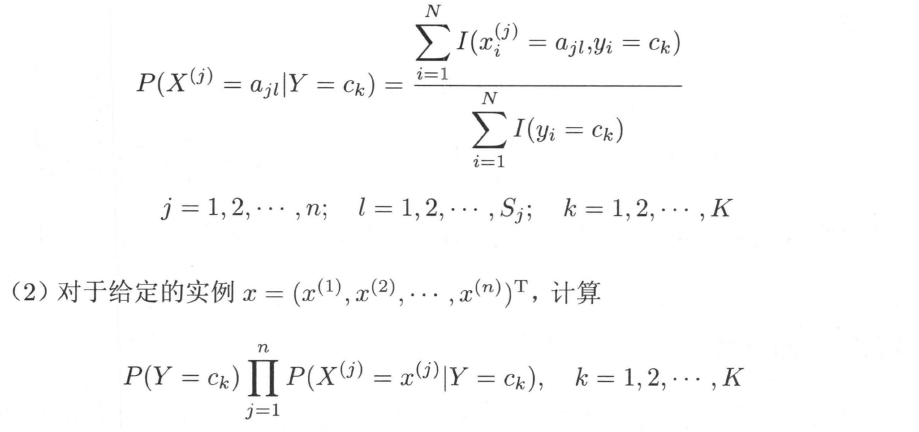 $$P(X^{(j)} = a_{jl}|Y = c_k) = \frac{\sum_{i=1}^{N} I(x_i^{(j)} = a_{jl}, y_i = c_k)}{\sum_{i=1}^{N} I(y_i = c_k)}$$
$$j = 1, 2, \cdots, n; \quad l = 1, 2, \cdots, S_j; \quad k = 1, 2, \cdots, K$$
（2）对于给定的实例 $x = (x^{(1)}, x^{(2)}, \cdots, x^{(n)})^{\mathrm{T}}$，计算
$$P(Y = c_k) \prod_{j=1}^{n} P(X^{(j)} = x^{(j)}|Y = c_k), \quad k = 1, 2, \cdots, K$$